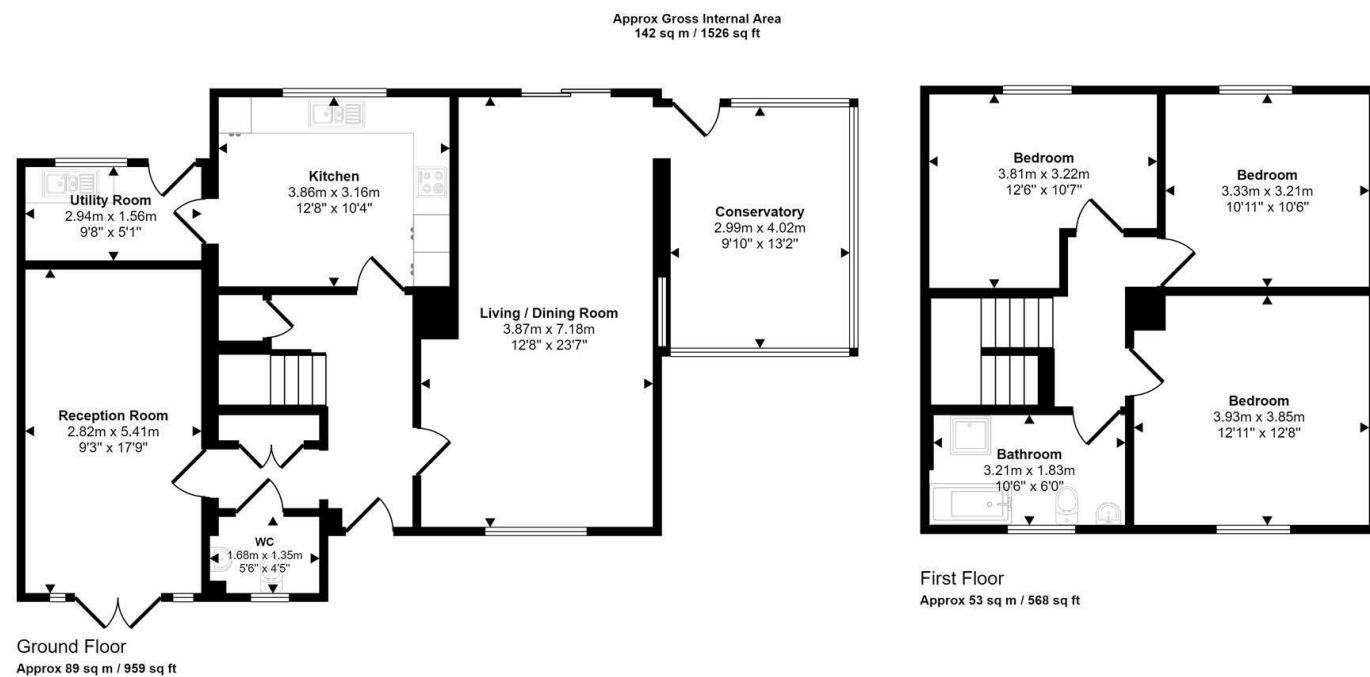 Approx Gross Internal Area
142 sq m / 1526 sq ft
Utility Room
2.94m x 1.56m
9'8" x 5'1"
Kitchen
3.86m x 3.16m
12'8" x 10'4"
Conservatory
2.99m x 4.02m
9'10" x 13'2"
Living / Dining Room
3.87m x 7.18m
12'8" x 23'7"
Reception Room
2.82m x 5.41m
9'3" x 17'9"
WC
1.68m x 1.35m
5'6" x 4'5"
Ground Floor
Approx 89 sq m / 959 sq ft
Bedroom
3.81m x 3.22m
12'6" x 10'7"
Bedroom
3.33m x 3.21m
10'11" x 10'6"
Bedroom
3.93m x 3.85m
12'11" x 12'8"
Bathroom
3.21m x 1.83m
10'6" x 6'0"
First Floor
Approx 53 sq m / 568 sq ft